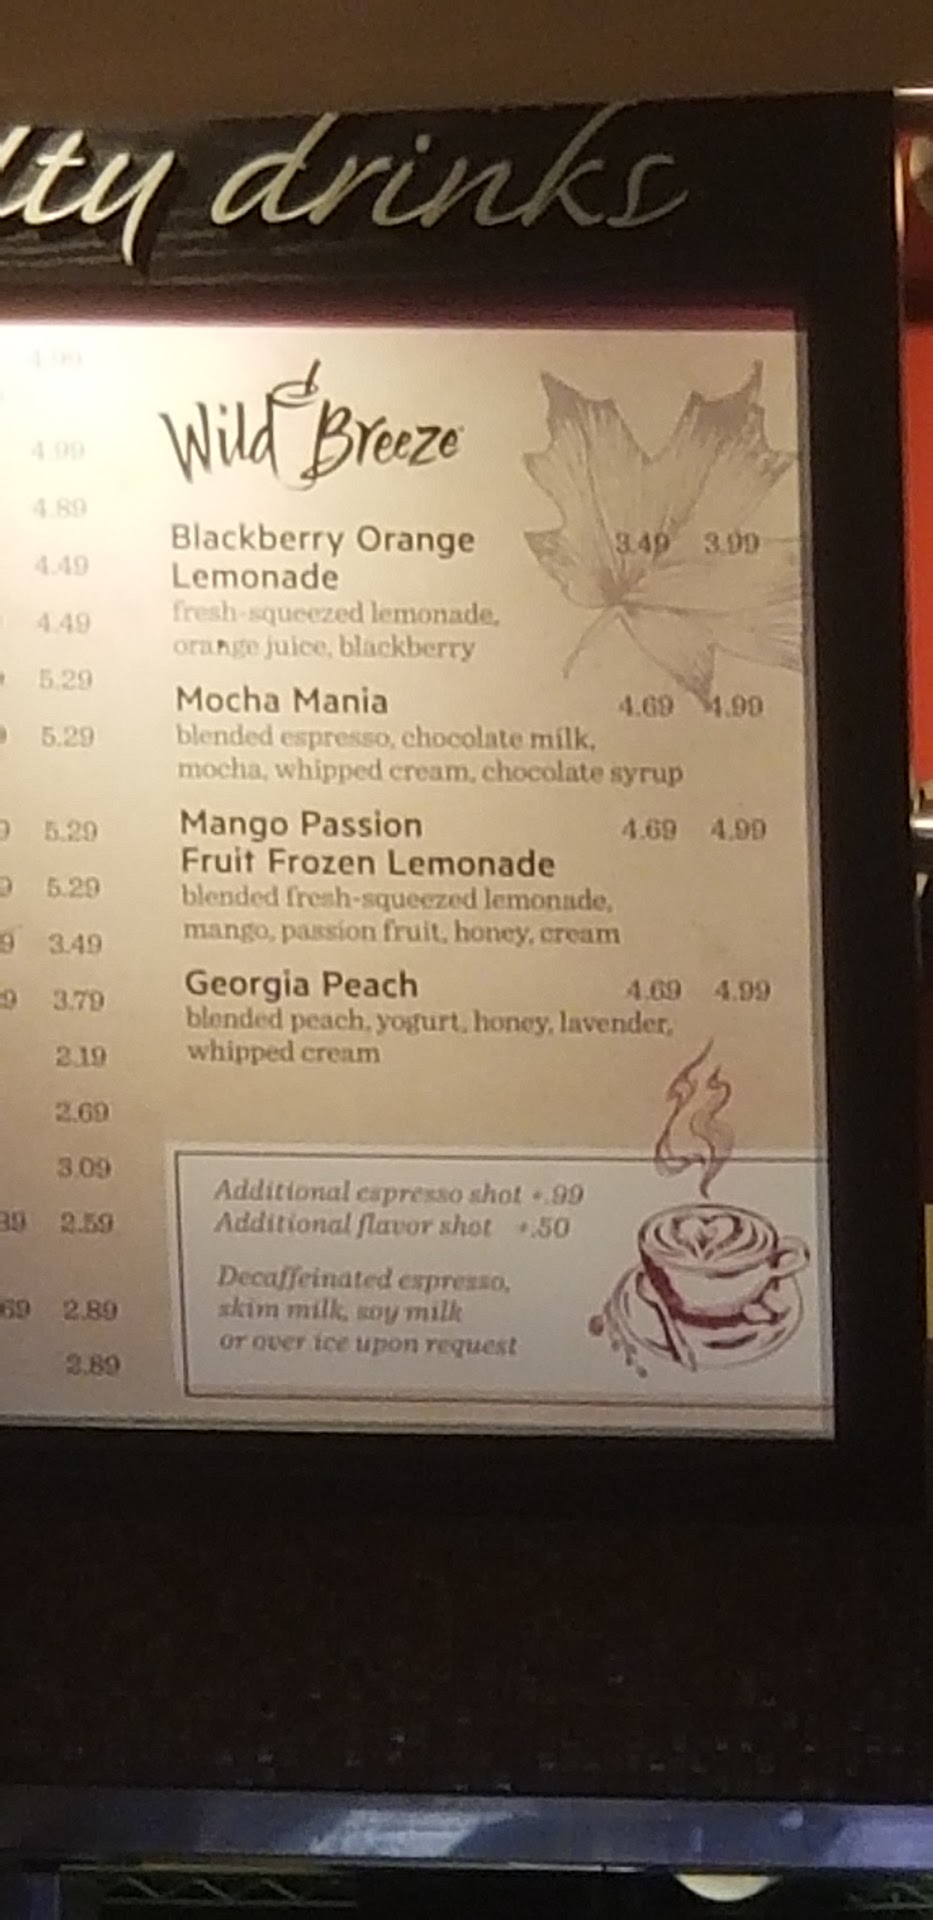 lty drinks
4.99
4.99
4.89
4.49
4.49
5.29
5.29
5.29
5.29
9 3.49
9 3.79
2.19
2.69
3.09
39 2.59
69 2.89
2.89
Wild Breeze
Blackberry Orange 3.49 3.99
Lemonade
fresh-squeezed lemonade,
orange juice, blackberry
Mocha Mania 4.69 4.99
blended espresso, chocolate milk,
mocha, whipped cream, chocolate syrup
Mango Passion 4.69 4.99
Fruit Frozen Lemonade
blended fresh-squeezed lemonade,
mango, passion fruit, honey, cream
Georgia Peach 4.69 4.99
blended peach, yogurt, honey, lavender,
whipped cream
Additional espresso shot +.99
Additional flavor shot +.50
Decaffeinated espresso,
skim milk, soy milk
or over ice upon request